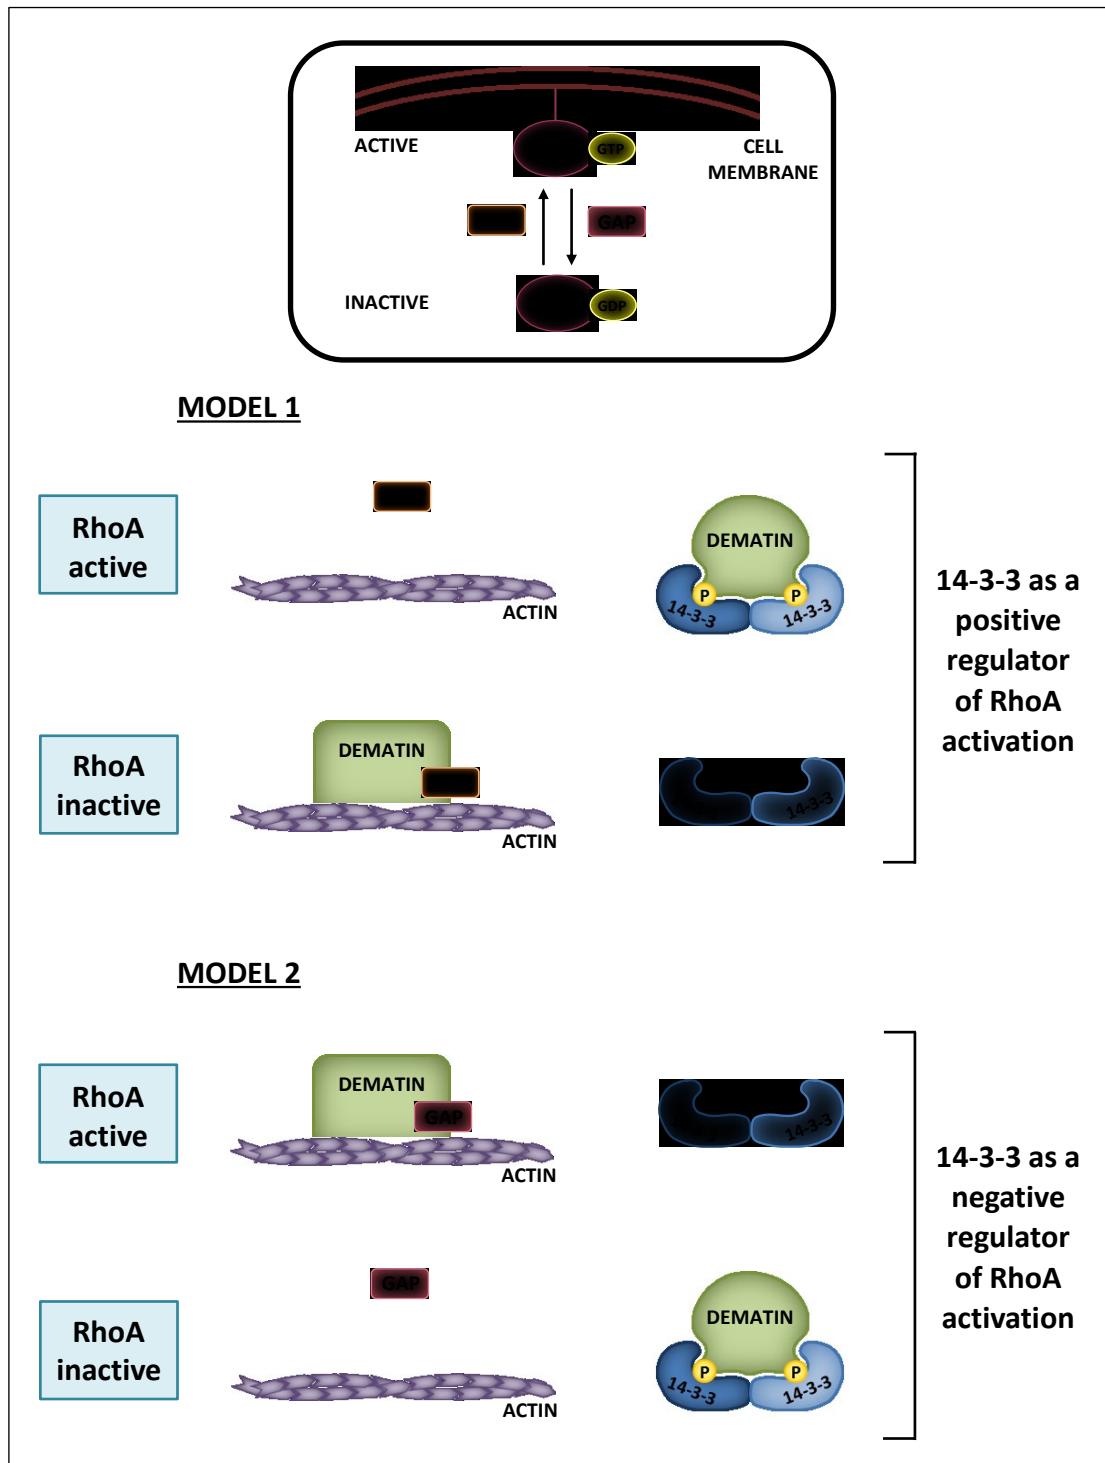 ACTIVE
GTP
CELL
MEMBRANE
GAP
INACTIVE
GDP
MODEL 1
RhoA
active
DEMATIN
P
P
14-3-3
14-3-3
ACTIN
14-3-3 as a
positive
regulator
of RhoA
activation
RhoA
inactive
DEMATIN
14-3-3
ACTIN
MODEL 2
RhoA
active
DEMATIN
GAP
14-3-3
ACTIN
14-3-3 as a
negative
regulator
of RhoA
activation
RhoA
inactive
GAP
DEMATIN
P
P
14-3-3
14-3-3
ACTIN